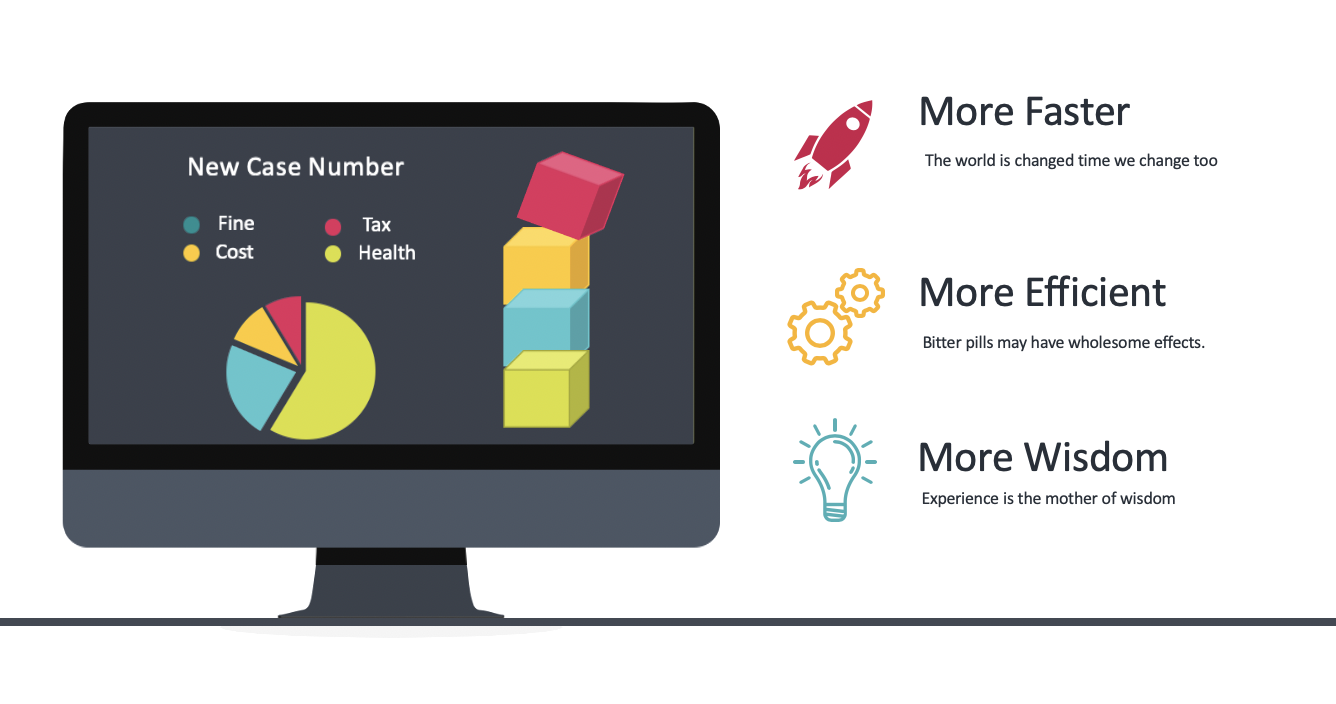 New Case Number
Fine
Tax
Cost
Health
More Faster
The world is changed time we change too
More Efficient
Bitter pills may have wholesome effects.
More Wisdom
Experience is the mother of wisdom